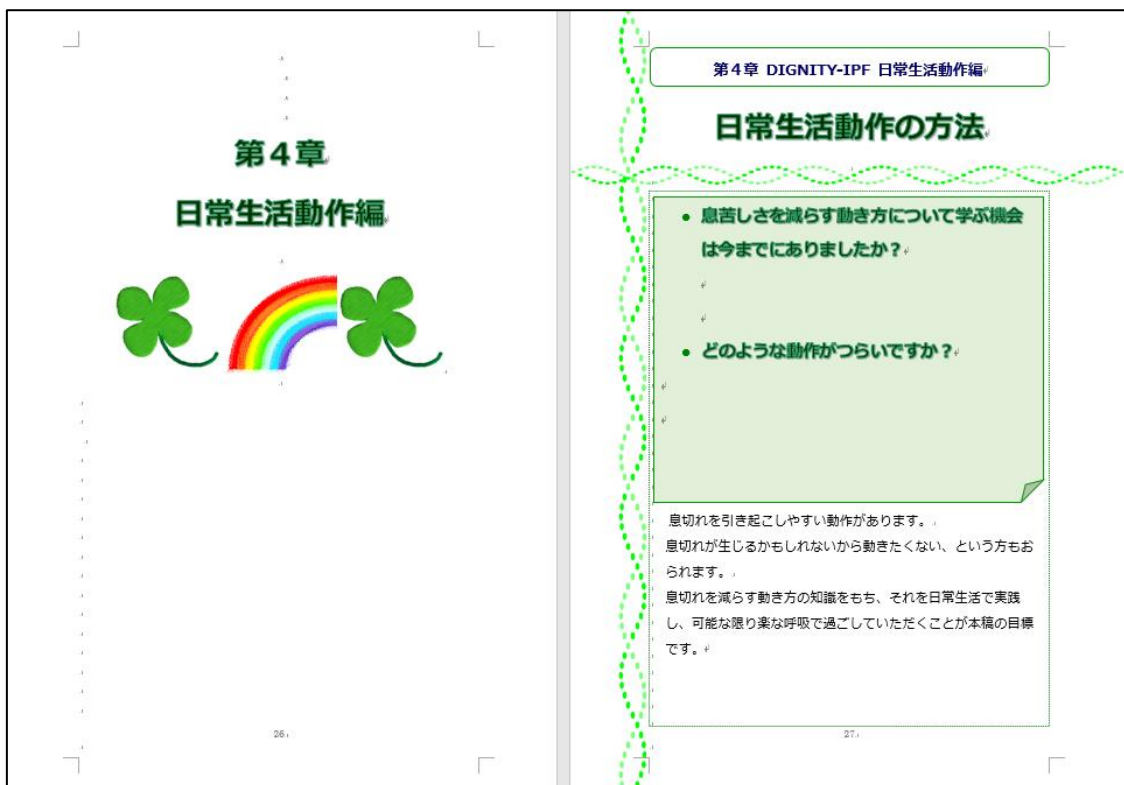 第４章
日常生活動作編
26
第４章 DIGNITY-IPF 日常生活動作編
日常生活動作の方法
● 息苦しさを減らす動き方について学ぶ機会
は今までにありましたか？
● どのような動作がつらいですか？
息切れを引き起こしやすい動作があります。
息切れが生じるかもしれないから動きたくない、という方もお
られます。
息切れを減らす動き方の知識をもち、それを日常生活で実践
し、可能な限り楽な呼吸で過ごしていただくことが本稿の目標
です。
27